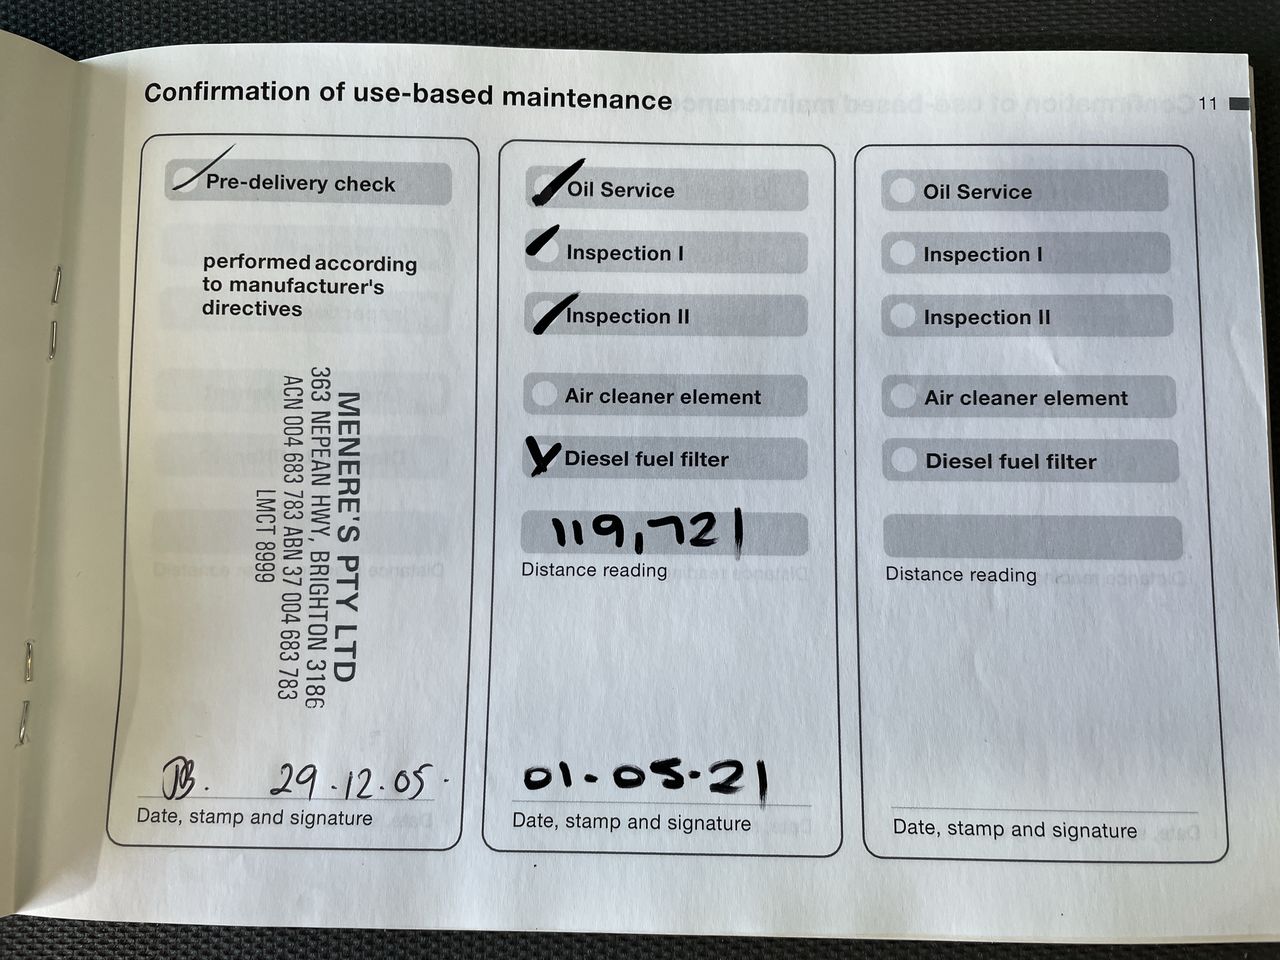 Confirmation of use-based maintenance
11
Pre-delivery check
performed according
to manufacturer's
directives
MENERE'S PTY LTD
363 NEPEAN HWY, BRIGHTON 3186
ACN 004 683 783 ABN 37 004 683 783
LMCT 8999
29.12.05.
Date, stamp and signature
Oil Service
Inspection I
Inspection II
Air cleaner element
Diesel fuel filter
119,721
Distance reading
01-05-21
Date, stamp and signature
Oil Service
Inspection I
Inspection II
Air cleaner element
Diesel fuel filter
Distance reading
Date, stamp and signature